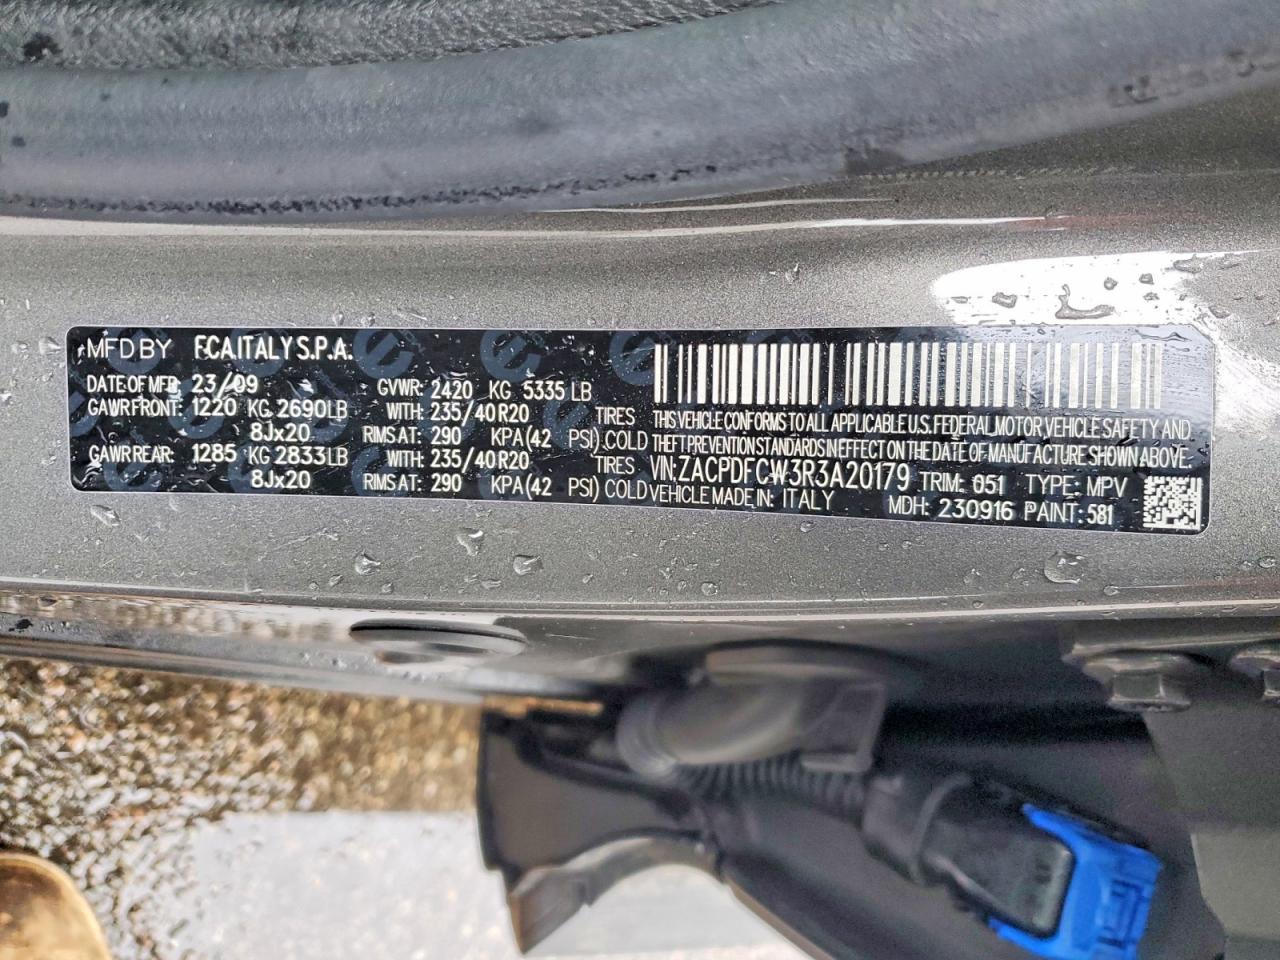 MFD BY FCA ITALY S.P.A.
DATE OF MFD: 23/09 GVWR: 2420 KG 5335 LB
GAWR FRONT: 1220 KG 2690LB WITH: 235/40 R20 TIRES
8Jx20 RIMS AT: 290 KPA(42 PSI) COLD
GAWR REAR: 1285 KG 2833LB WITH: 235/40 R20 TIRES
8Jx20 RIMS AT: 290 KPA(42 PSI) COLD
THIS VEHICLE CONFORMS TO ALL APPLICABLE U.S. FEDERAL MOTOR VEHICLE SAFETY AND
THEFT PREVENTION STANDARDS IN EFFECT ON THE DATE OF MANUFACTURE SHOWN ABOVE.
VIN: ZACPDFCW3R3A20179 TRIM: 051 TYPE: MPV
VEHICLE MADE IN: ITALY MDH: 230916 PAINT: 581